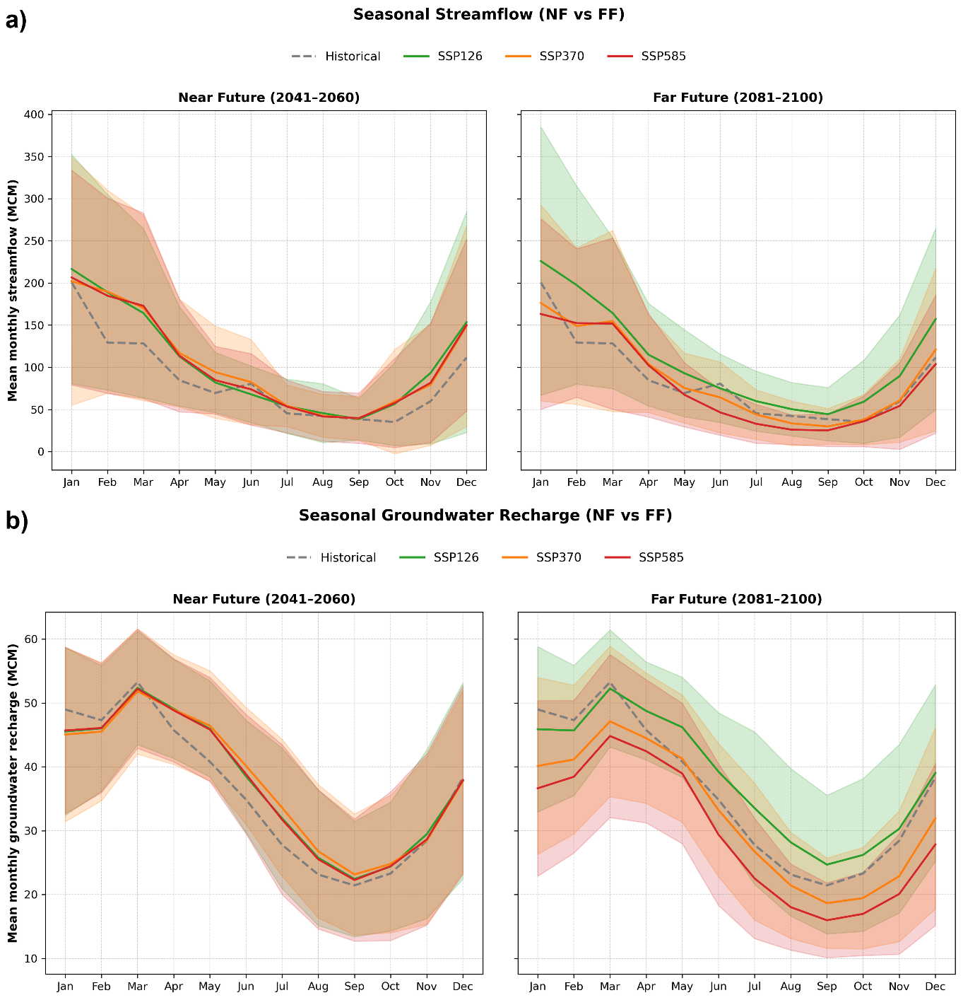 a)
Seasonal Streamflow (NF vs FF)
Historical SSP126 SSP370 SSP585
Near Future (2041–2060)
Far Future (2081–2100)
Mean monthly streamflow (MCM)
400
350
300
250
200
150
100
50
0
Jan Feb Mar Apr May Jun Jul Aug Sep Oct Nov Dec
Jan Feb Mar Apr May Jun Jul Aug Sep Oct Nov Dec
b)
Seasonal Groundwater Recharge (NF vs FF)
Historical SSP126 SSP370 SSP585
Near Future (2041–2060)
Far Future (2081–2100)
Mean monthly groundwater recharge (MCM)
60
50
40
30
20
10
Jan Feb Mar Apr May Jun Jul Aug Sep Oct Nov Dec
Jan Feb Mar Apr May Jun Jul Aug Sep Oct Nov Dec